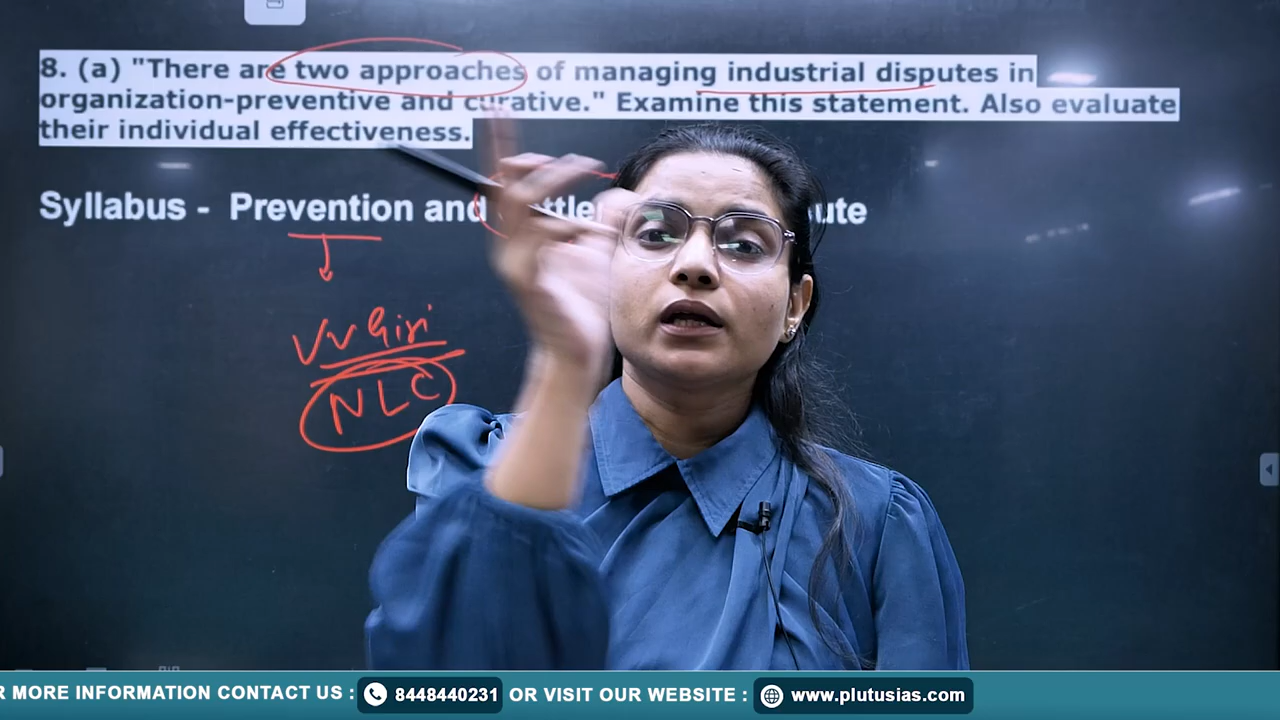 8. (a) "There are two approaches of managing industrial disputes in
organization-preventive and curative." Examine this statement. Also evaluate
their individual effectiveness.
Syllabus - Prevention and
V V Giri
NLC
R MORE INFORMATION CONTACT US : 8448440231 OR VISIT OUR WEBSITE : www.plutusias.com